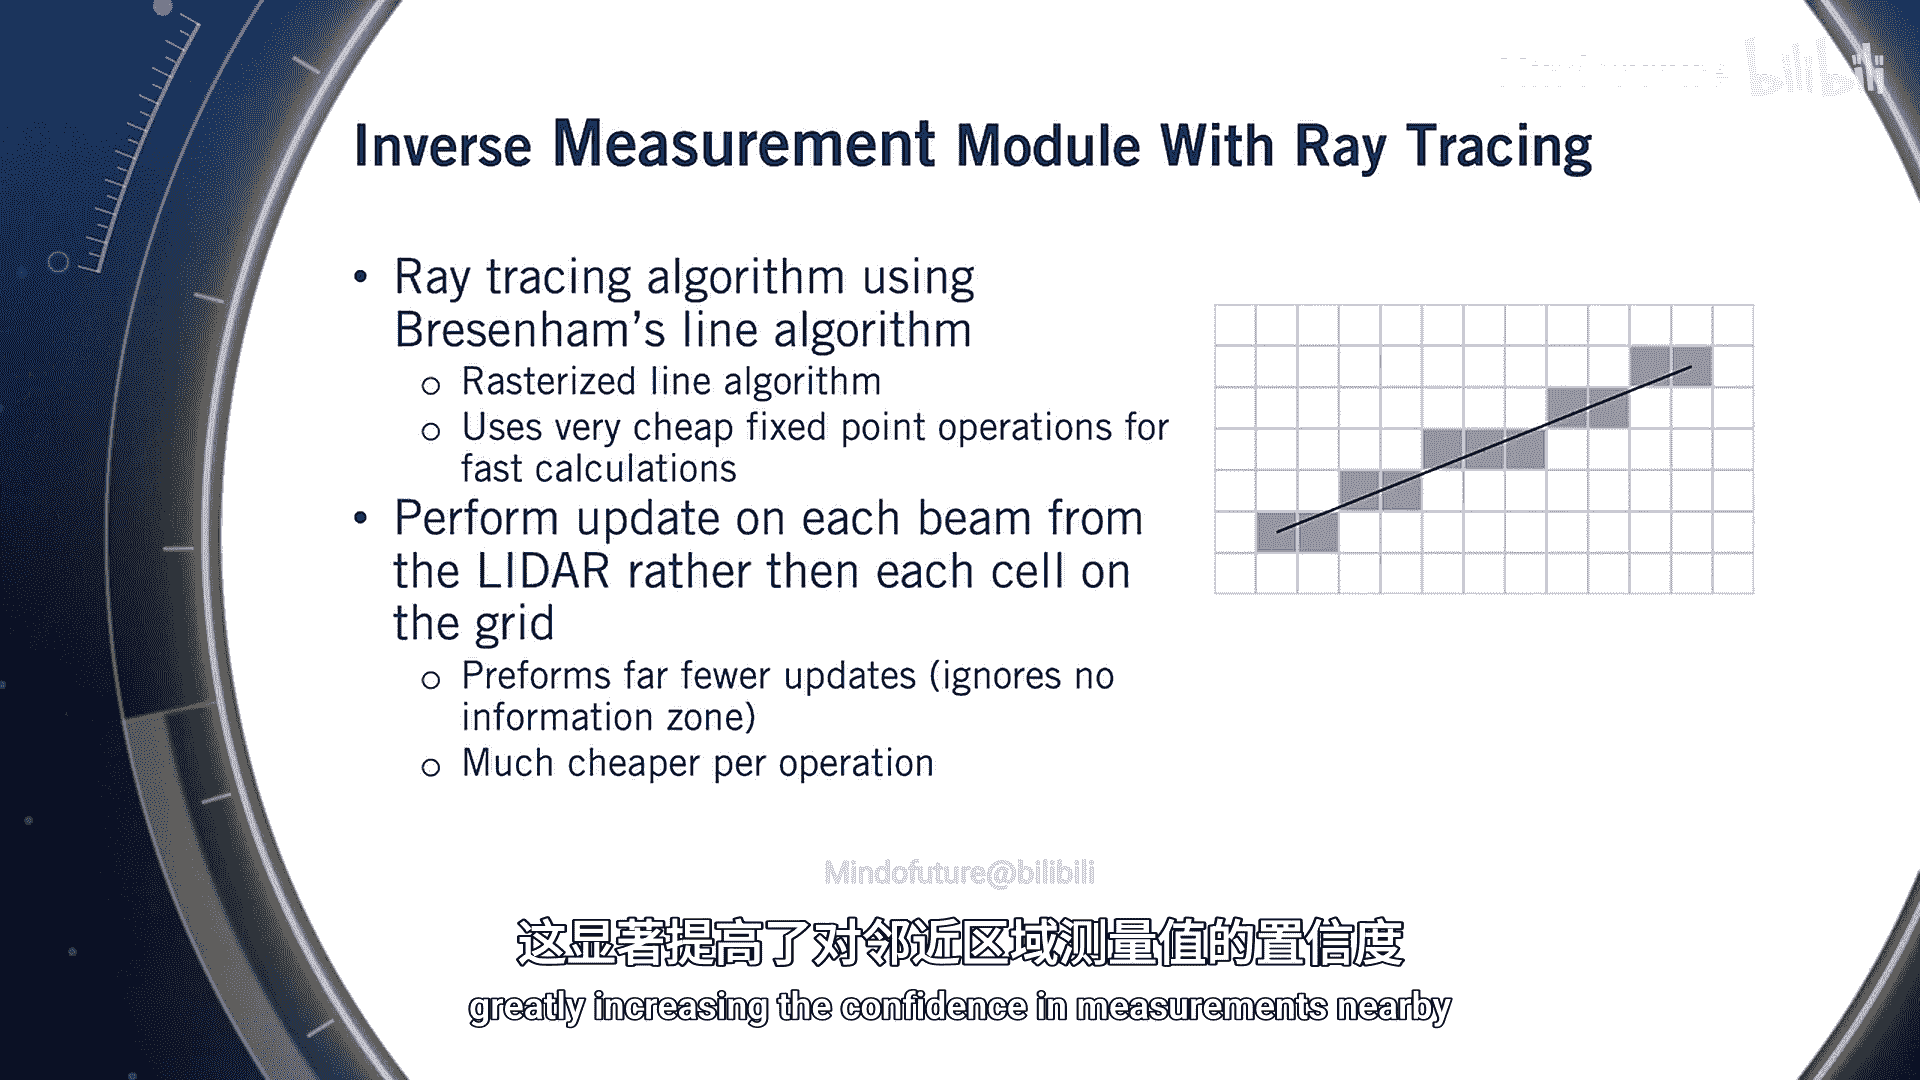 bilibili
Inverse Measurement Module With Ray Tracing
• Ray tracing algorithm using
Bresenham’s line algorithm
o Rasterized line algorithm
o Uses very cheap fixed point operations for
fast calculations
• Perform update on each beam from
the LIDAR rather then each cell on
the grid
o Preforms far fewer updates (ignores no
information zone)
o Much cheaper per operation
Mindofuture@bilibili
这显著提高了对邻近区域测量值的置信度
greatly increasing the confidence in measurements nearby